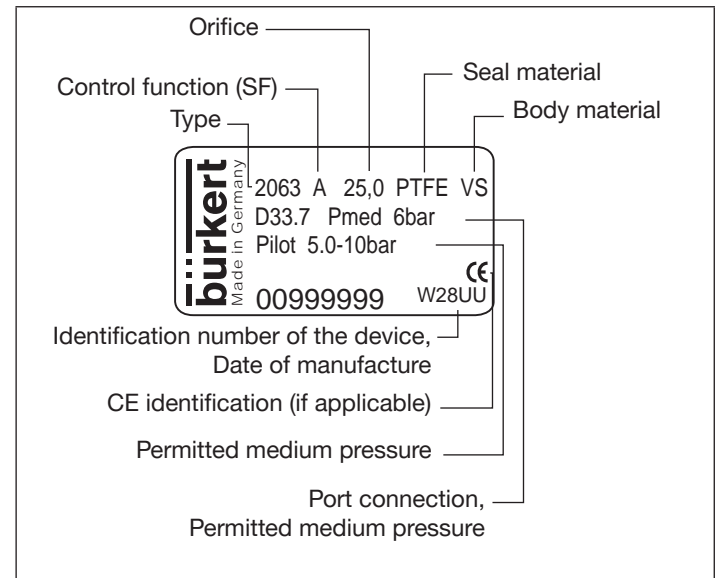 Orifice
Seal material
Control function (SF)
Body material
Type
bürkert
Made in Germany
2063 A 25,0 PTFE VS
D33.7 Pmed 6bar
Pilot 5.0-10bar
CE
00999999 W28UU
Identification number of the device,
Date of manufacture
CE identification (if applicable)
Permitted medium pressure
Port connection,
Permitted medium pressure